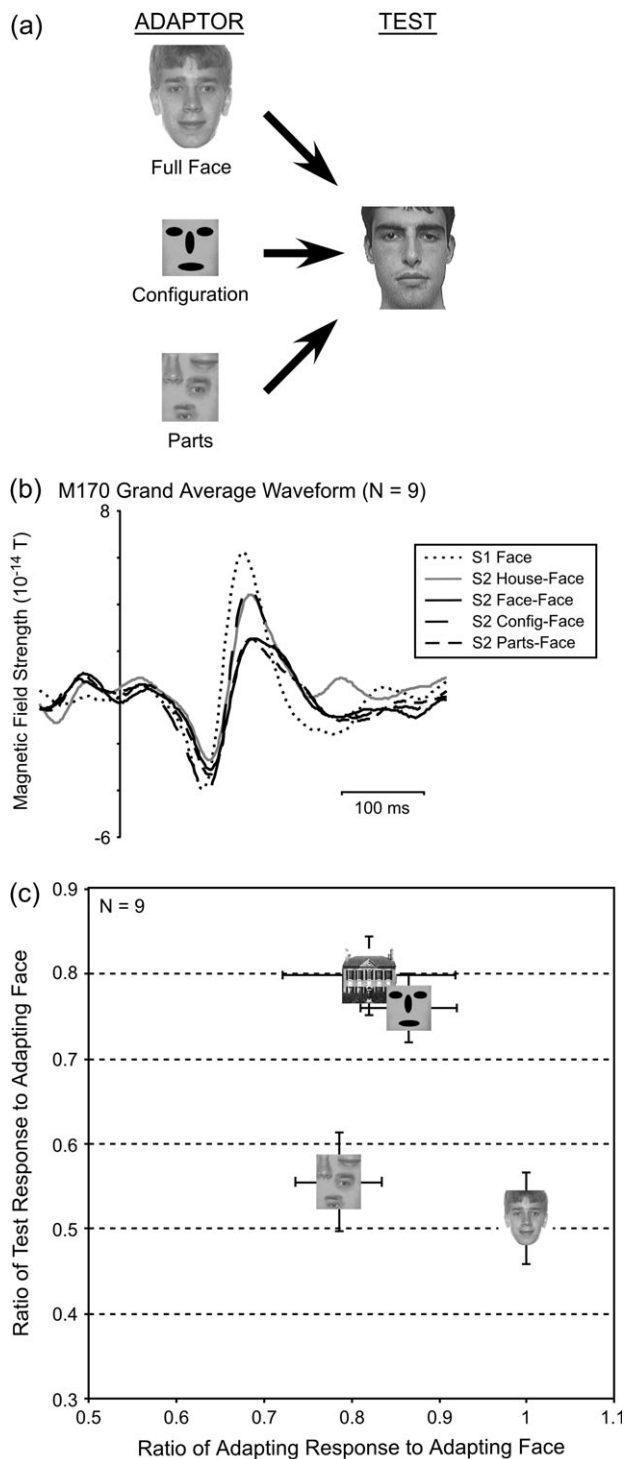 (a)
ADAPTOR TEST
Full Face
Configuration
Parts
(b) M170 Grand Average Waveform (N = 9)
8
Magnetic Field Strength (10⁻¹⁴ T)
-6
S1 Face
S2 House-Face
S2 Face-Face
S2 Config-Face
S2 Parts-Face
100 ms
(c)
N = 9
Ratio of Test Response to Adapting Face
0.9
0.8
0.7
0.6
0.5
0.4
0.3
0.5 0.6 0.7 0.8 0.9 1 1.1
Ratio of Adapting Response to Adapting Face